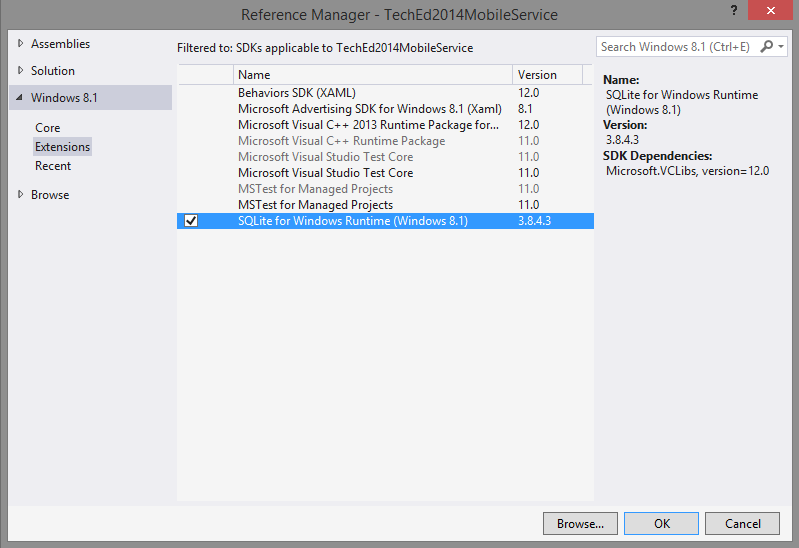 Reference Manager - TechEd2014MobileService
?
Assemblies
Solution
Windows 8.1
Core
Extensions
Recent
Browse
Filtered to: SDKs applicable to TechEd2014MobileService
Name Version
Behaviors SDK (XAML) 12.0
Microsoft Advertising SDK for Windows 8.1 (Xaml) 8.1
Microsoft Visual C++ 2013 Runtime Package for... 12.0
Microsoft Visual C++ Runtime Package 11.0
Microsoft Visual Studio Test Core 11.0
Microsoft Visual Studio Test Core 11.0
MSTest for Managed Projects 11.0
MSTest for Managed Projects 11.0
SQLite for Windows Runtime (Windows 8.1) 3.8.4.3
Search Windows 8.1 (Ctrl+E)
Name:
SQLite for Windows Runtime
(Windows 8.1)
Version:
3.8.4.3
SDK Dependencies:
Microsoft.VCLibs, version=12.0
Browse... OK Cancel